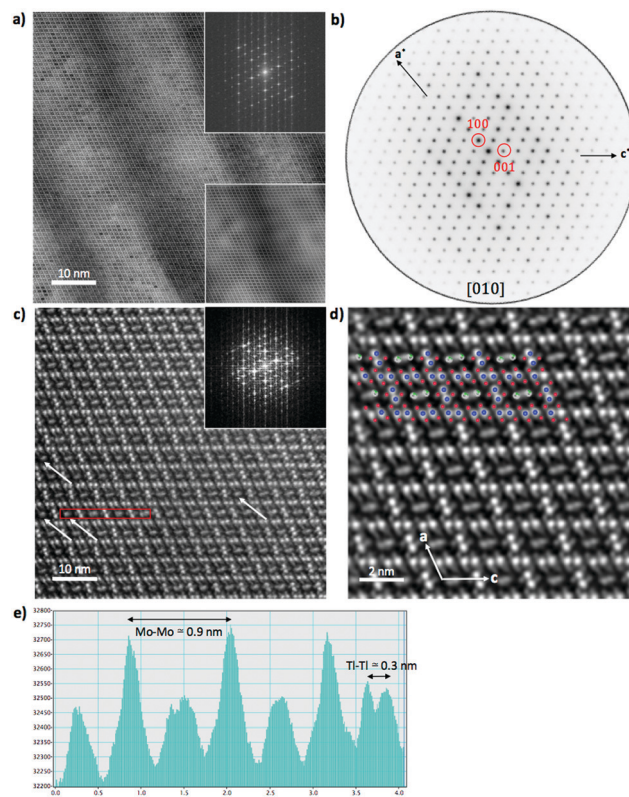 a)
10 nm
b)
a*
100
001
c*
[010]
c)
10 nm
d)
a
c
2 nm
e)
32800
32750
32700
32650
32600
32550
32500
32450
32400
32350
32300
32250
32200
Mo-Mo ≃ 0.9 nm
Tl-Tl ≃ 0.3 nm
0.0 0.5 1.0 1.5 2.0 2.5 3.0 3.5 4.0